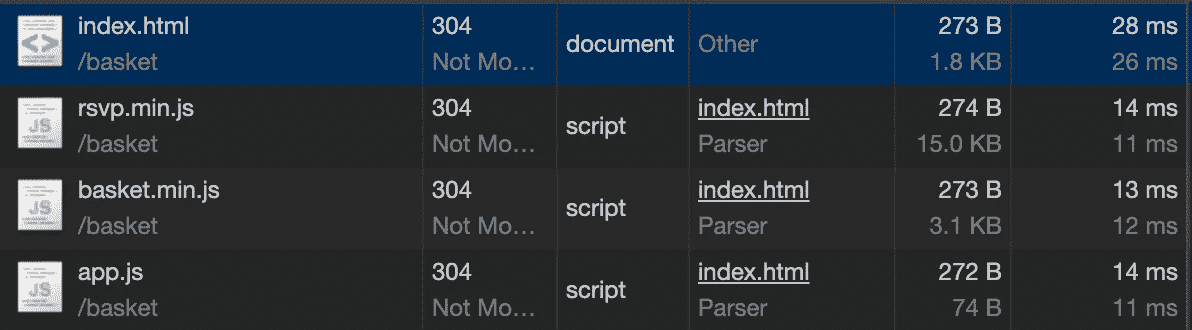 index.html 304 document Other 273 B 28 ms
/basket Not Mo... 1.8 KB 26 ms
rsvp.min.js 304 script index.html 274 B 14 ms
/basket Not Mo... Parser 15.0 KB 11 ms
basket.min.js 304 script index.html 273 B 13 ms
/basket Not Mo... Parser 3.1 KB 12 ms
app.js 304 script index.html 272 B 14 ms
/basket Not Mo... Parser 74 B 11 ms